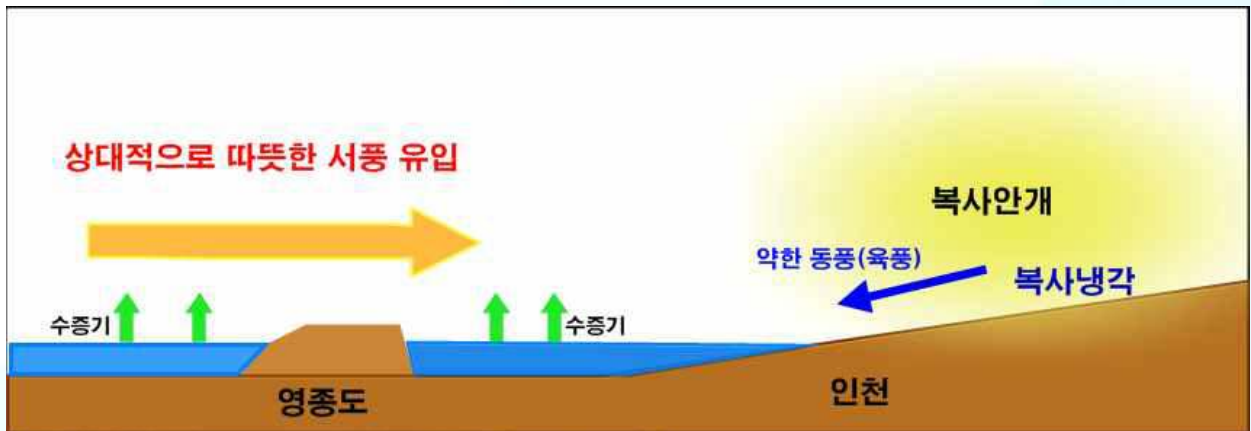 상대적으로 따뜻한 서풍 유입
복사안개
약한 동풍(육풍)
복사냉각
수증기
수증기
영종도
인천